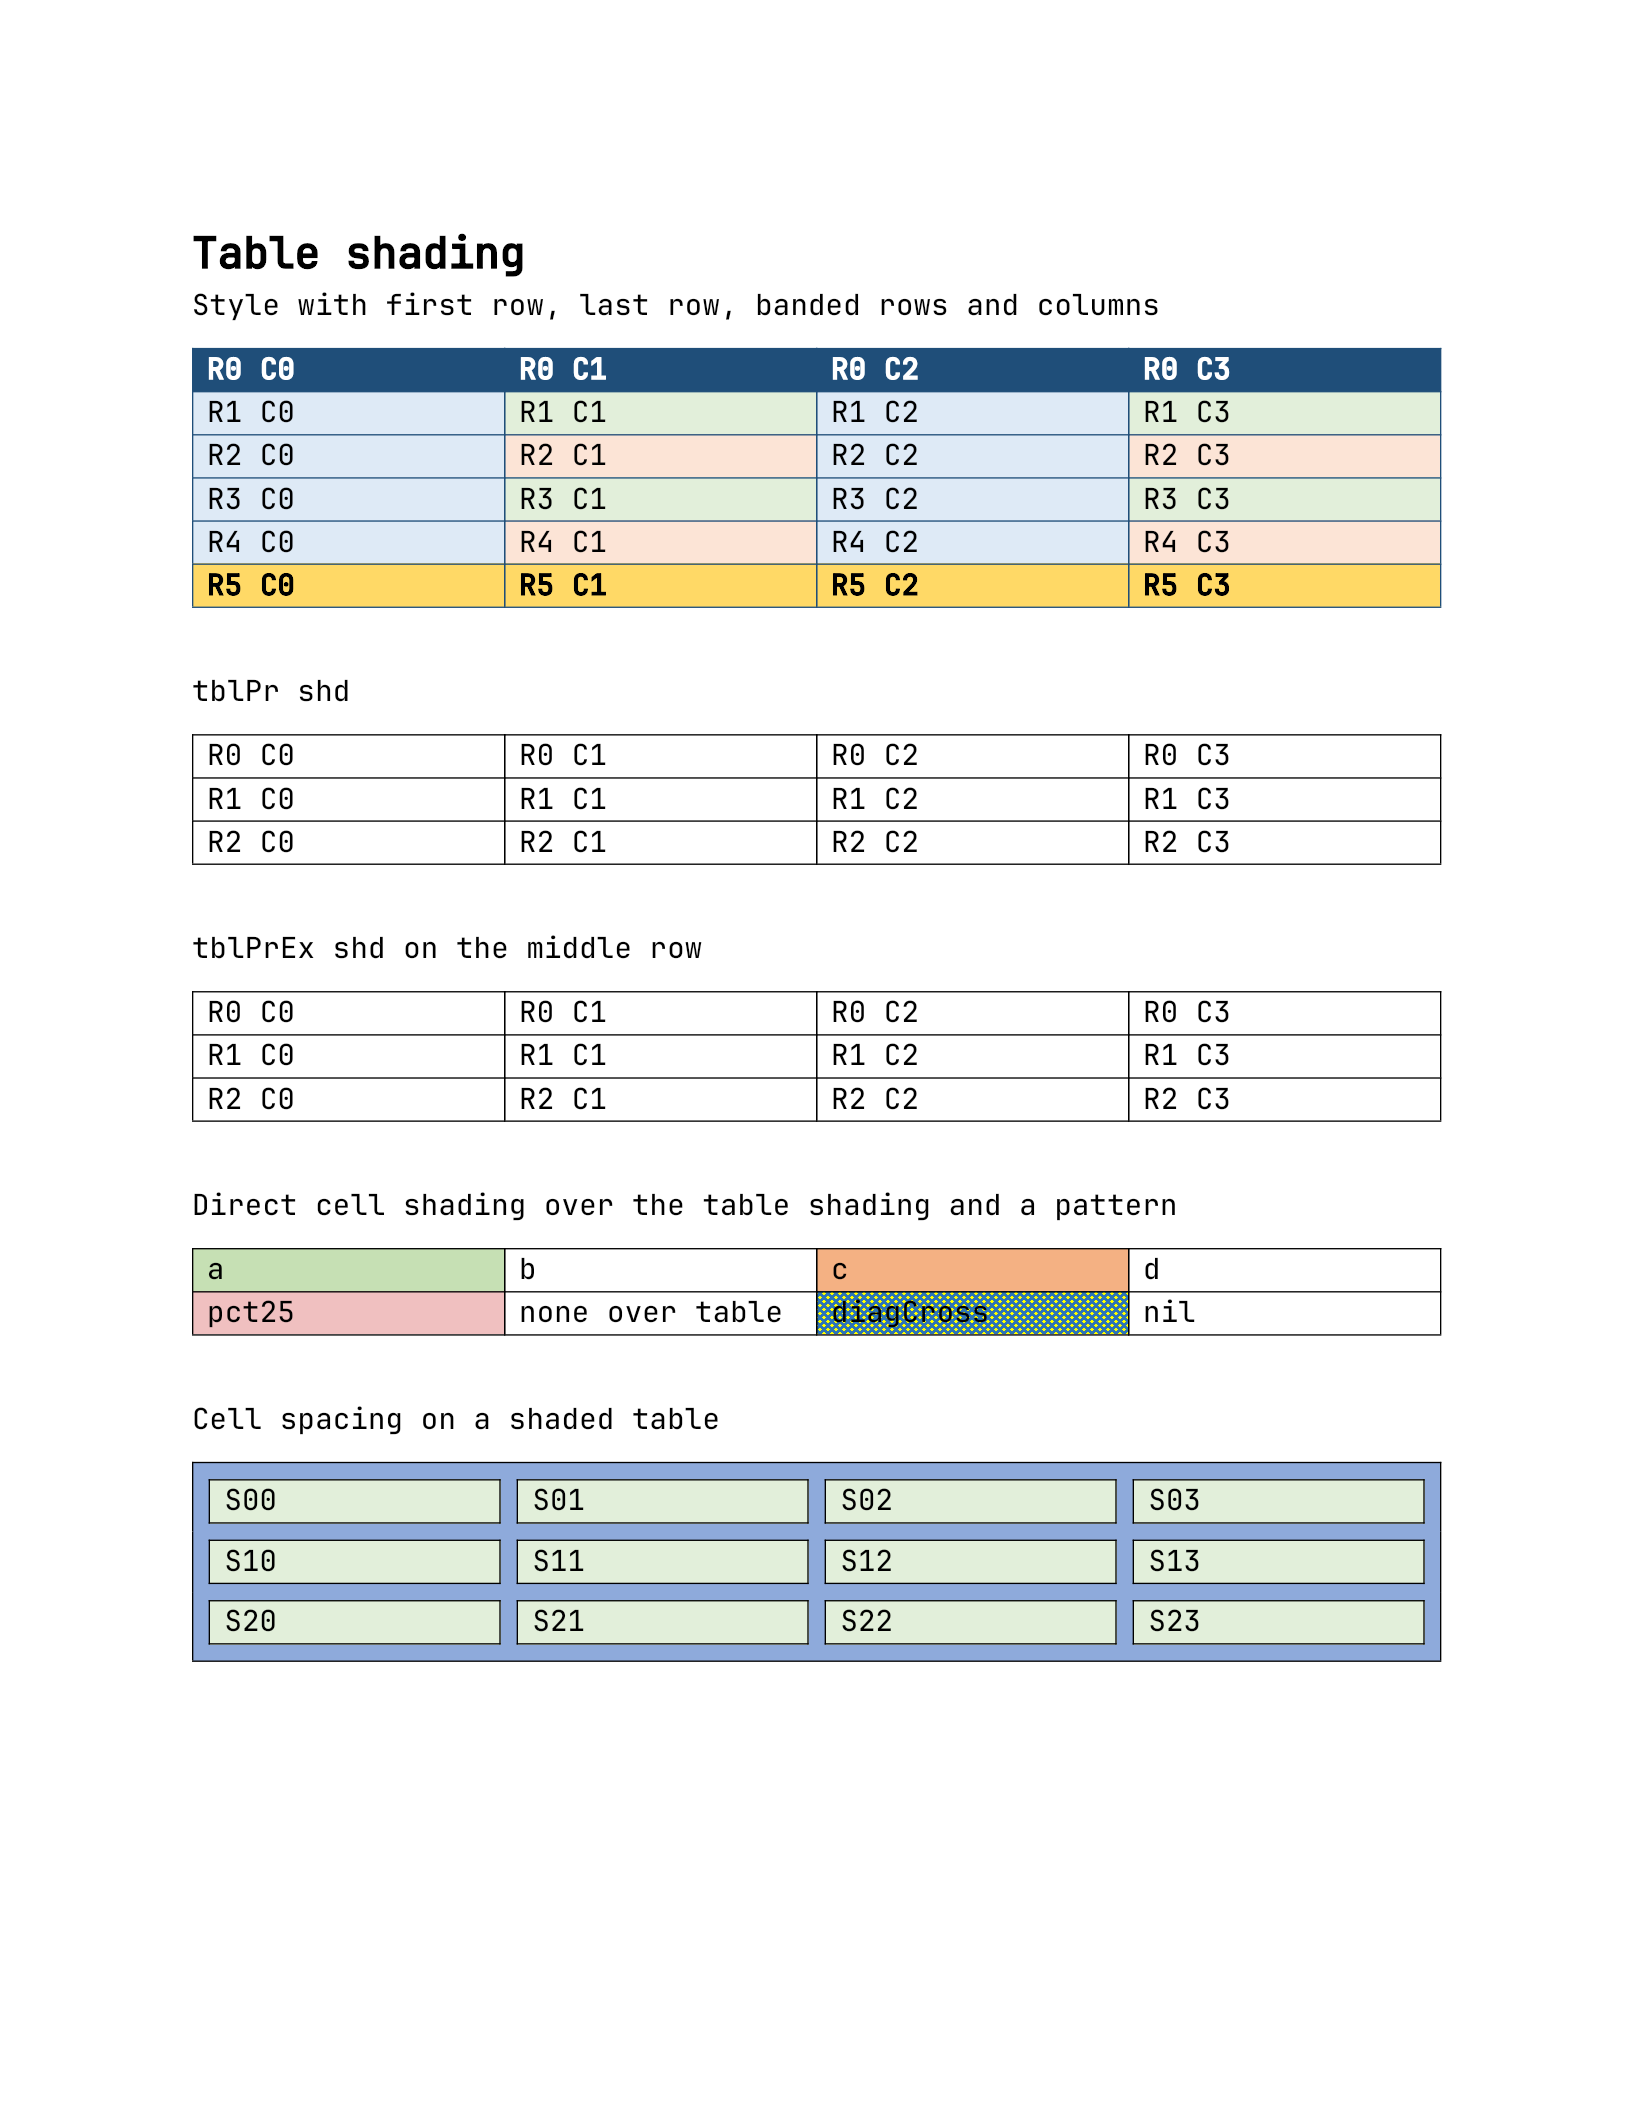 Table shading
Style with first row, last row, banded rows and columns
R0 C0 R0 C1 R0 C2 R0 C3
R1 C0 R1 C1 R1 C2 R1 C3
R2 C0 R2 C1 R2 C2 R2 C3
R3 C0 R3 C1 R3 C2 R3 C3
R4 C0 R4 C1 R4 C2 R4 C3
R5 C0 R5 C1 R5 C2 R5 C3
tblPr shd
R0 C0 R0 C1 R0 C2 R0 C3
R1 C0 R1 C1 R1 C2 R1 C3
R2 C0 R2 C1 R2 C2 R2 C3
tblPrEx shd on the middle row
R0 C0 R0 C1 R0 C2 R0 C3
R1 C0 R1 C1 R1 C2 R1 C3
R2 C0 R2 C1 R2 C2 R2 C3
Direct cell shading over the table shading and a pattern
a b c d
pct25 none over table diagCross nil
Cell spacing on a shaded table
S00 S01 S02 S03
S10 S11 S12 S13
S20 S21 S22 S23